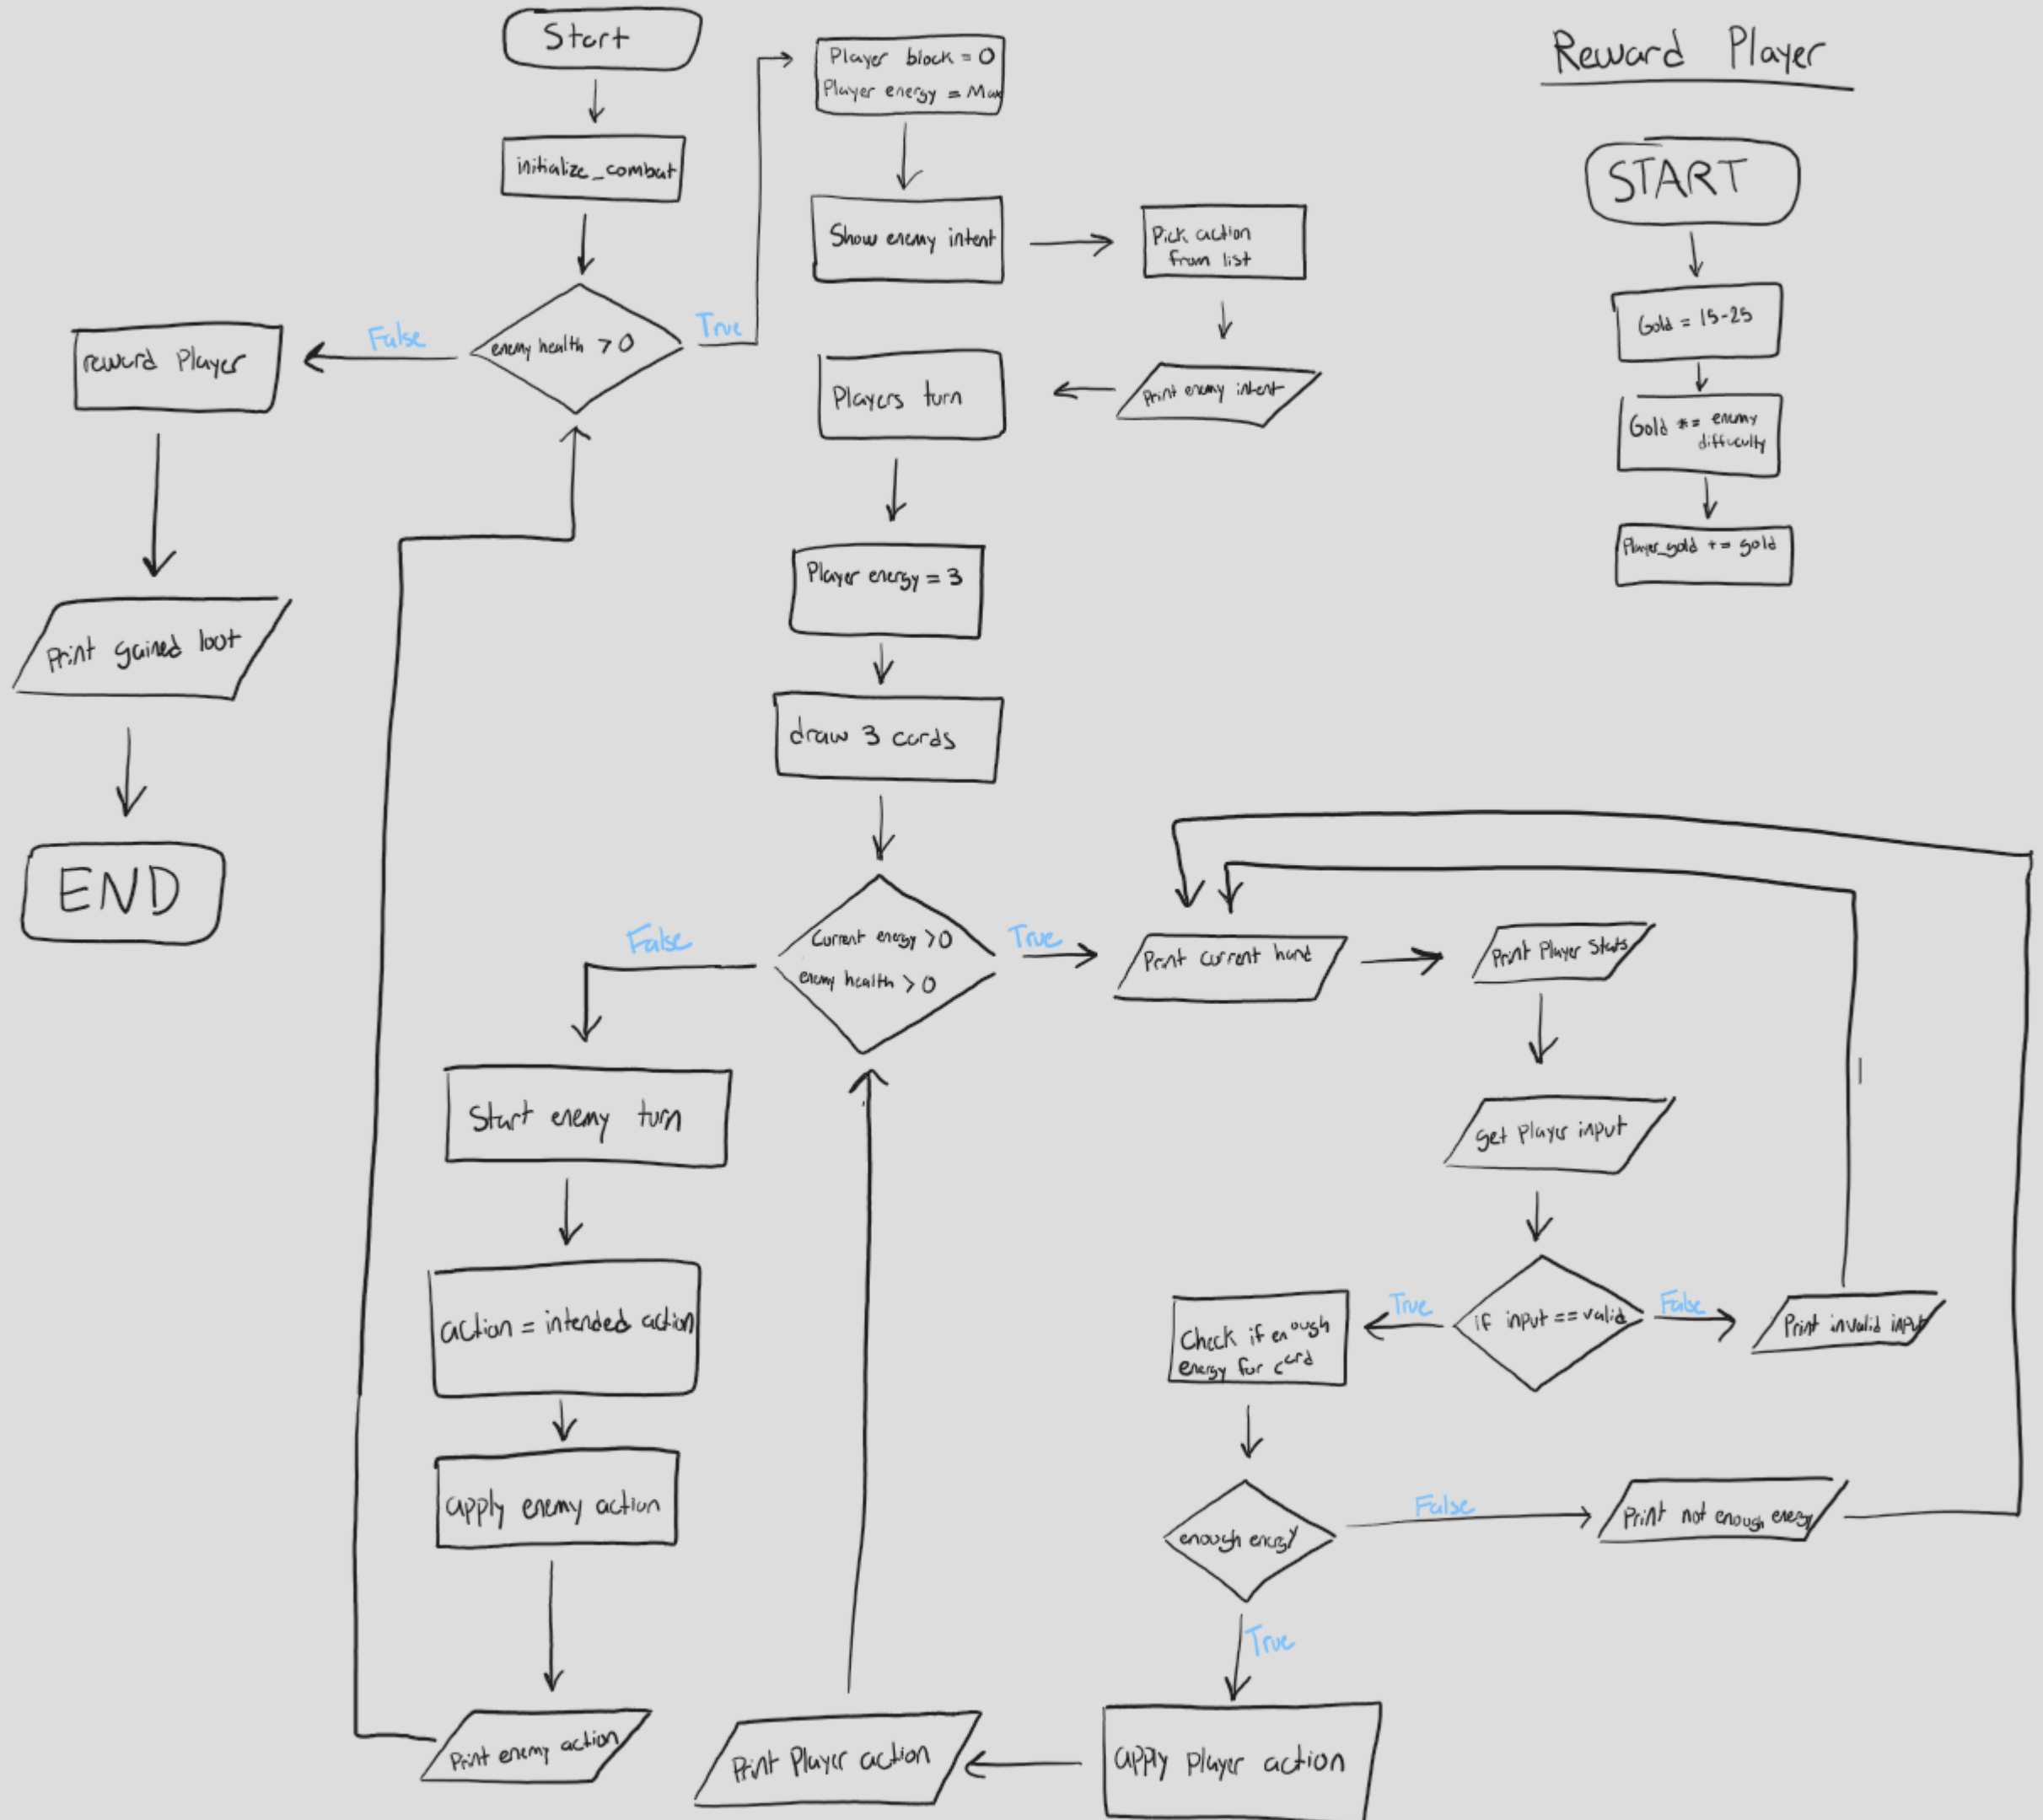 Start
initialize_combat
enemy health > 0
False
True
reward Player
Print gained loot
END
Player block = 0
Player energy = Max
Show enemy intent
Pick action
from list
Print enemy intent
Players turn
Player energy = 3
draw 3 cards
Current energy > 0
enemy health > 0
False
True
Start enemy turn
action = intended action
apply enemy action
Print enemy action
Print current hand
Print Player Stats
get Player input
if input == valid
True
False
Print invalid input
Check if enough
energy for card
enough energy
False
Print not enough energy
True
apply player action
Print Player action
Reward Player
START
Gold = 15-25
Gold *= enemy
difficulty
Player_gold += gold